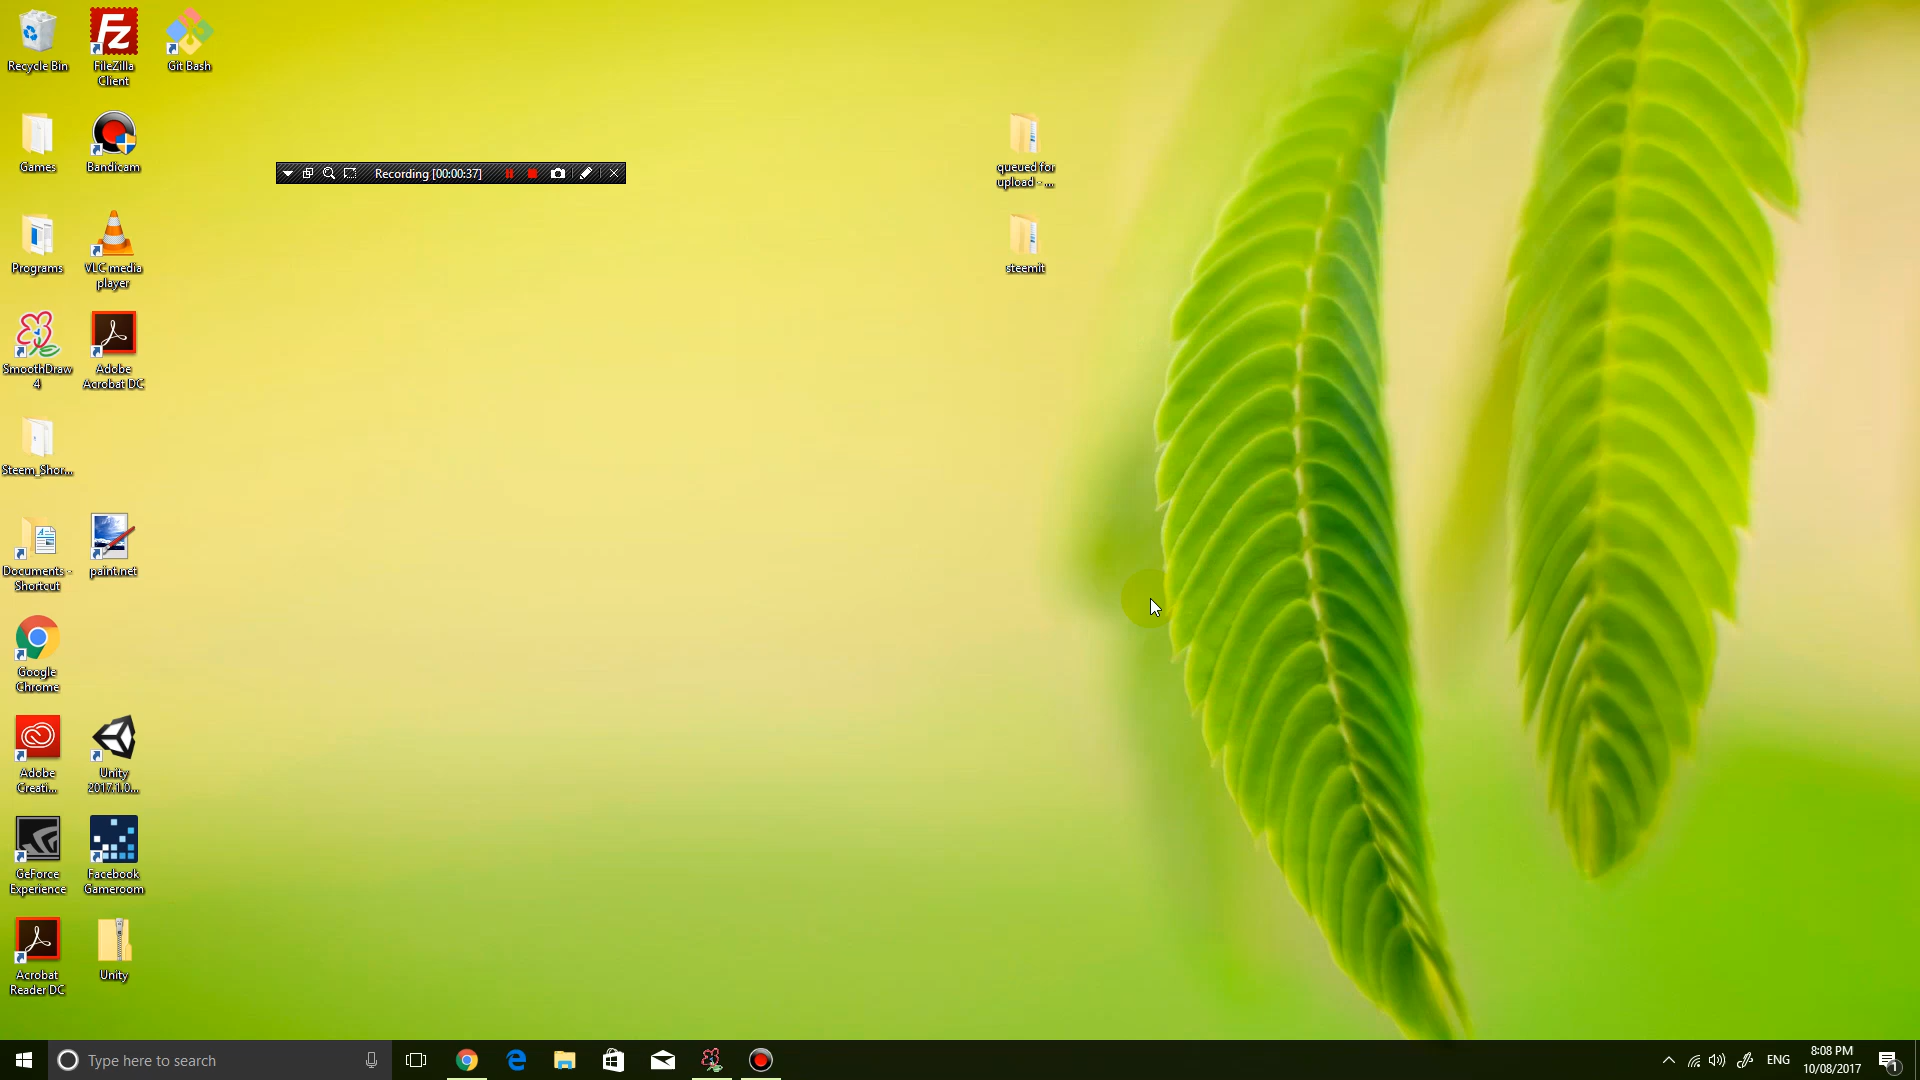 Recycle Bin
FileZilla
Client
Git Bash
Games
Bandicam
Recording [00:00:37]
queued for
upload - ...
Programs
VLC media
player
steemit
SmoothDraw
4
Adobe
Acrobat DC
Steem_Shor...
Documents -
Shortcut
paint.net
Google
Chrome
Adobe
Creati...
Unity
2017.1.0...
GeForce
Experience
Facebook
Gameroom
Acrobat
Reader DC
Unity
Type here to search
ENG
8:08 PM
10/08/2017
1